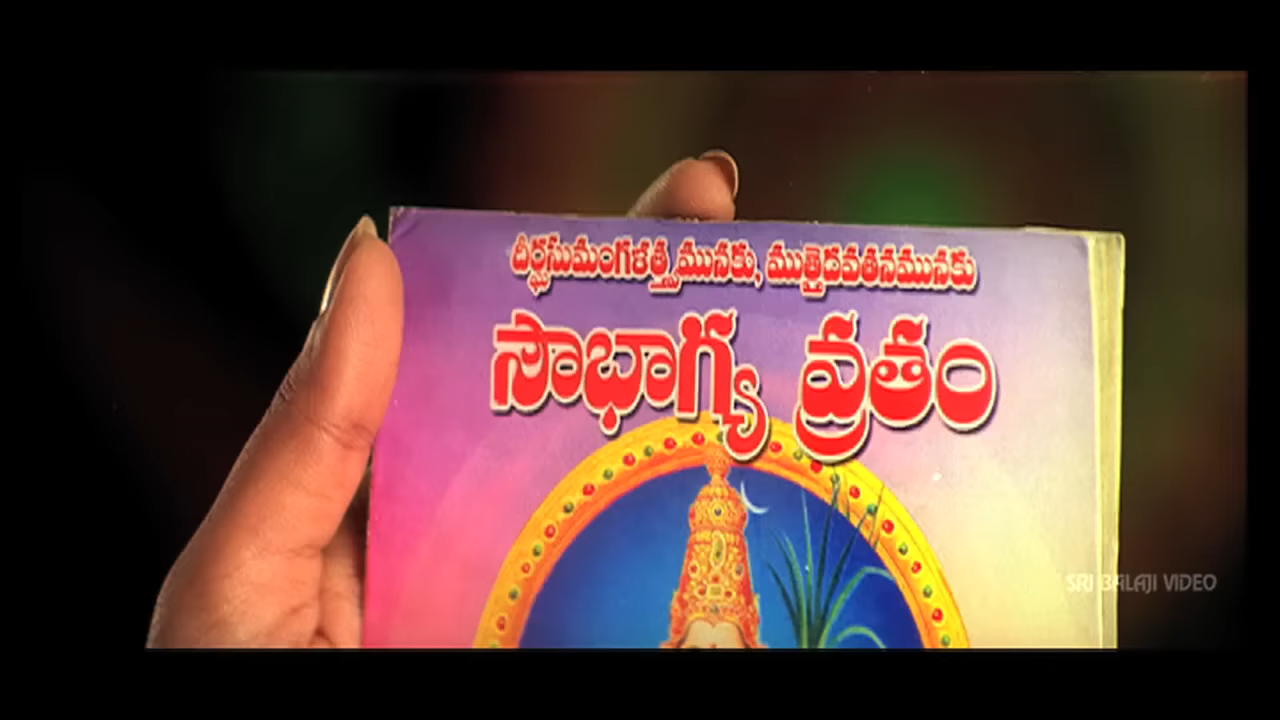 దీర్ఘసుమంగళత్త్వమునకు, ముత్తైదవతనమునకు
సౌభాగ్య వ్రతం
SRI BALAJI VIDEO